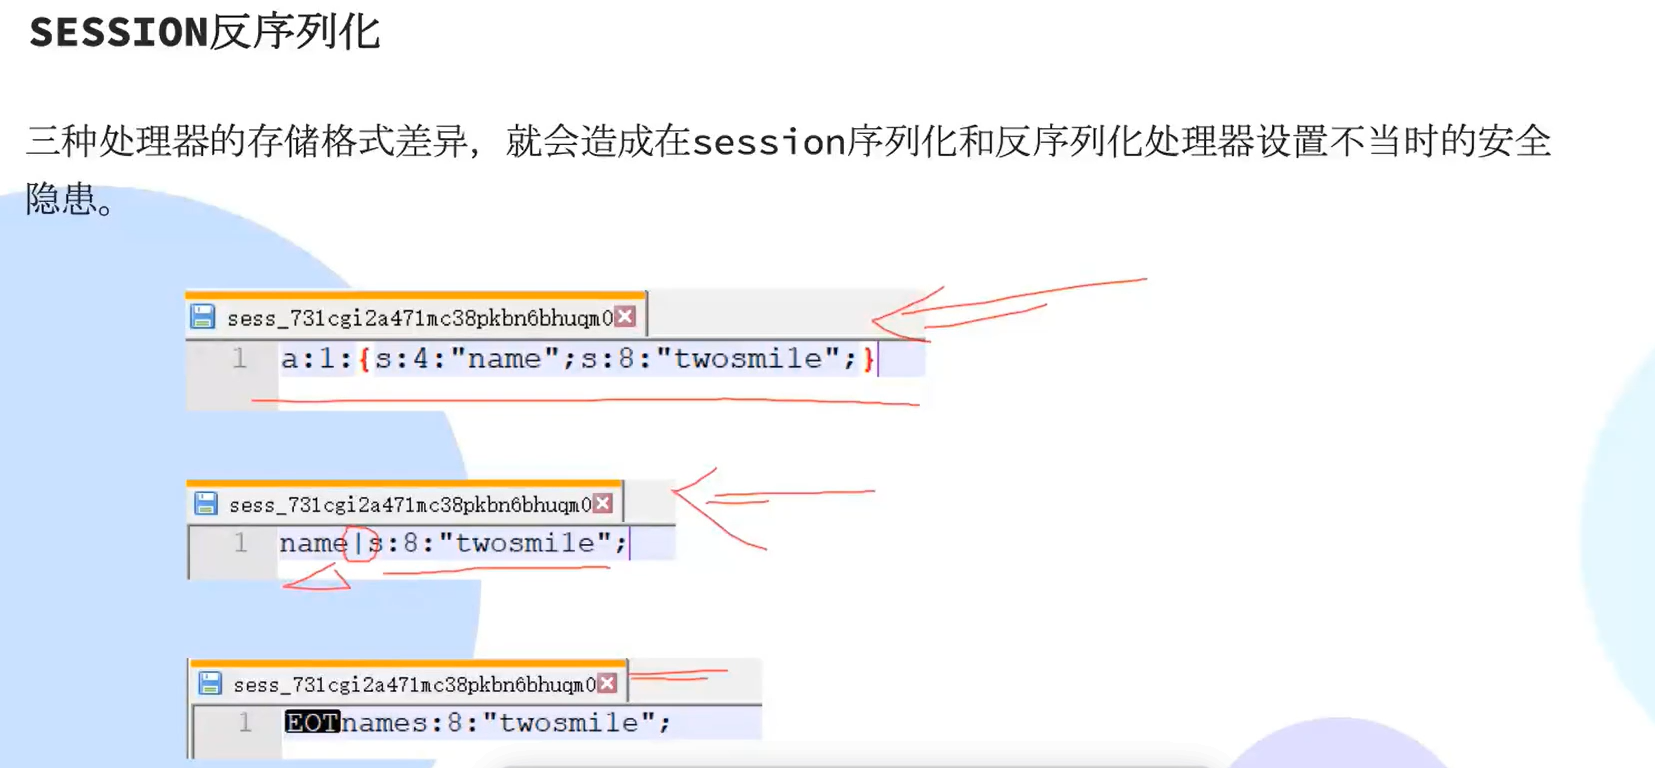 SESSION反序列化
三种处理器的存储格式差异，就会造成在session序列化和反序列化处理器设置不当时的安全
隐患。
sess_731cgi2a471mc38pkbn6bhuqm0
1 a:1:{s:4:"name";s:8:"twosmile";}
sess_731cgi2a471mc38pkbn6bhuqm0
1 name|s:8:"twosmile";
sess_731cgi2a471mc38pkbn6bhuqm0
1 EOTnames:8:"twosmile";